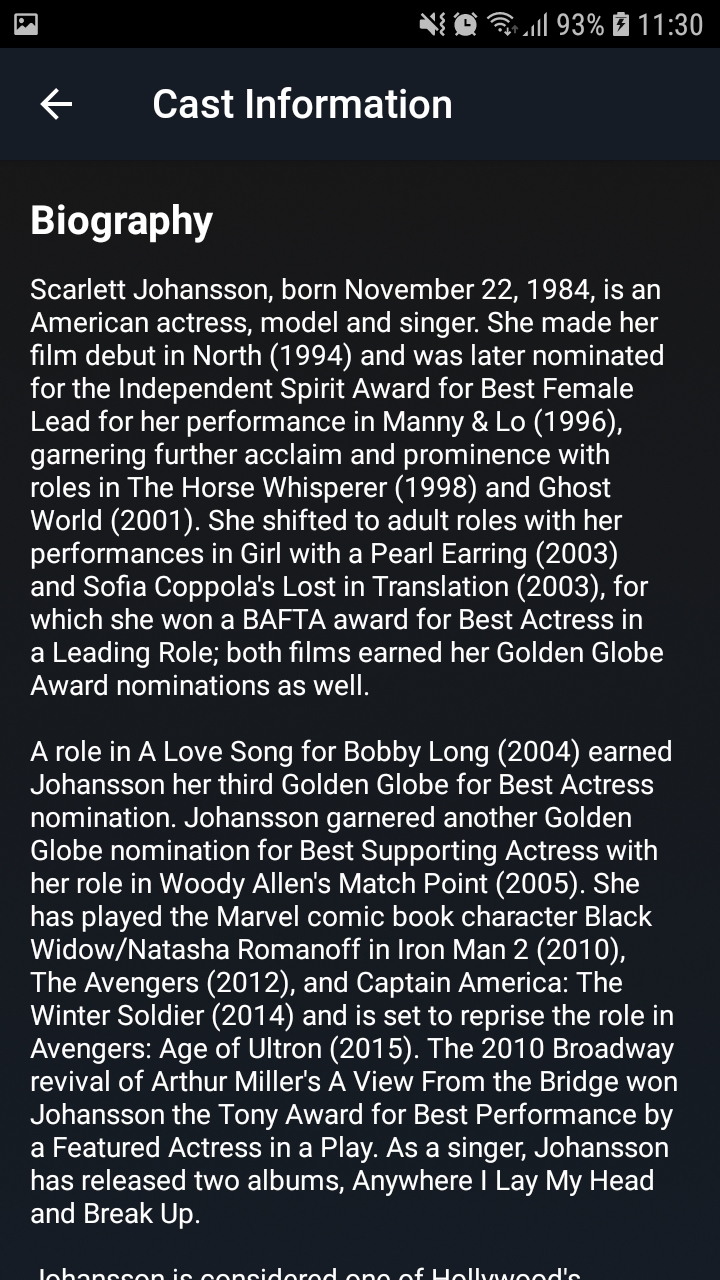 93% 11:30
Cast Information
Biography
Scarlett Johansson, born November 22, 1984, is an
American actress, model and singer. She made her
film debut in North (1994) and was later nominated
for the Independent Spirit Award for Best Female
Lead for her performance in Manny & Lo (1996),
garnering further acclaim and prominence with
roles in The Horse Whisperer (1998) and Ghost
World (2001). She shifted to adult roles with her
performances in Girl with a Pearl Earring (2003)
and Sofia Coppola's Lost in Translation (2003), for
which she won a BAFTA award for Best Actress in
a Leading Role; both films earned her Golden Globe
Award nominations as well.
A role in A Love Song for Bobby Long (2004) earned
Johansson her third Golden Globe for Best Actress
nomination. Johansson garnered another Golden
Globe nomination for Best Supporting Actress with
her role in Woody Allen's Match Point (2005). She
has played the Marvel comic book character Black
Widow/Natasha Romanoff in Iron Man 2 (2010),
The Avengers (2012), and Captain America: The
Winter Soldier (2014) and is set to reprise the role in
Avengers: Age of Ultron (2015). The 2010 Broadway
revival of Arthur Miller's A View From the Bridge won
Johansson the Tony Award for Best Performance by
a Featured Actress in a Play. As a singer, Johansson
has released two albums, Anywhere I Lay My Head
and Break Up.
Johansson is considered one of Hollywood's